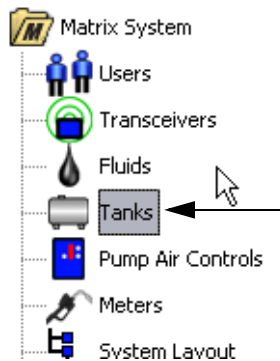 Matrix System
Users
Transceivers
Fluids
Tanks
Pump Air Controls
Meters
System Layout